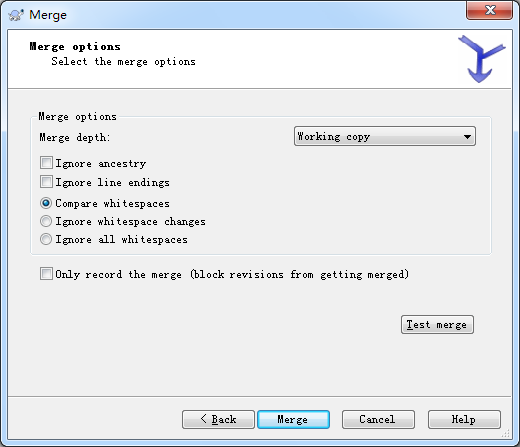 Merge
Merge options
Select the merge options
Merge options
Merge depth:
Working copy
Ignore ancestry
Ignore line endings
Compare whitespaces
Ignore whitespace changes
Ignore all whitespaces
Only record the merge (block revisions from getting merged)
Test merge
< Back
Merge
Cancel
Help